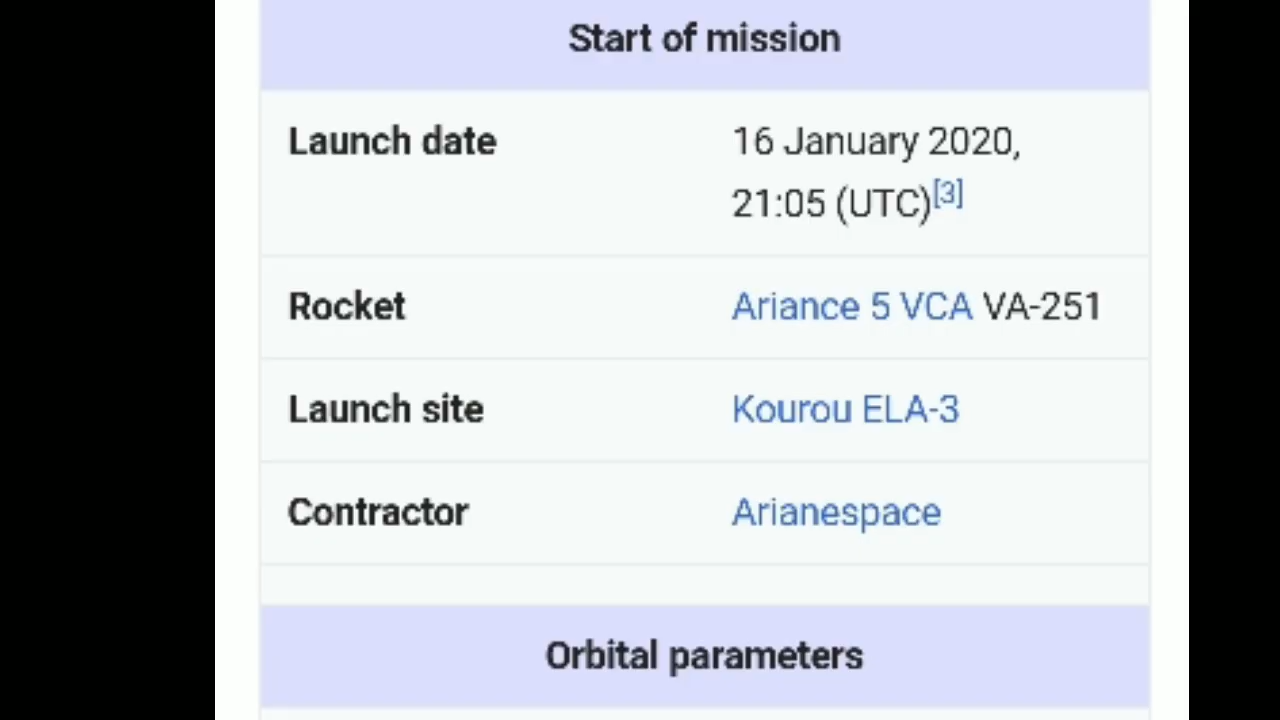 Start of mission
Launch date 16 January 2020,
21:05 (UTC)[3]
Rocket Ariance 5 VCA VA-251
Launch site Kourou ELA-3
Contractor Arianespace
Orbital parameters